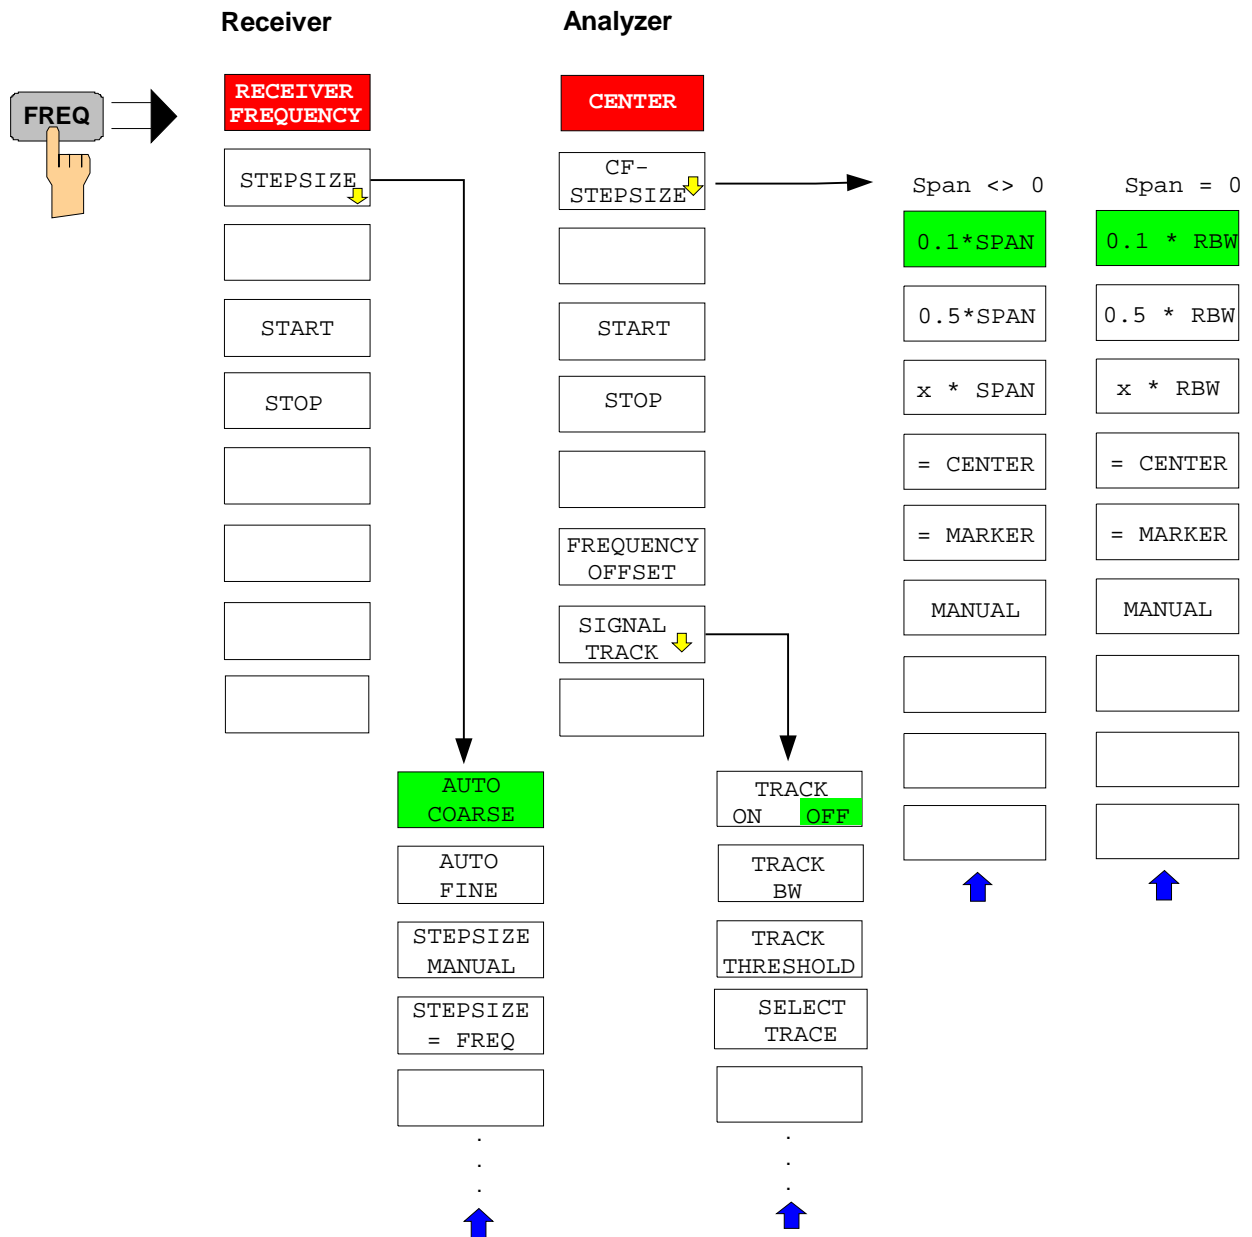 Receiver
Analyzer
FREQ
RECEIVER
FREQUENCY
STEPSIZE
START
STOP
AUTO
COARSE
AUTO
FINE
STEPSIZE
MANUAL
STEPSIZE
= FREQ
.
.
.
CENTER
CF-
STEPSIZE
START
STOP
FREQUENCY
OFFSET
SIGNAL
TRACK
TRACK
ON OFF
TRACK
BW
TRACK
THRESHOLD
SELECT
TRACE
.
.
.
Span <> 0
0.1*SPAN
0.5*SPAN
x * SPAN
= CENTER
= MARKER
MANUAL
Span = 0
0.1 * RBW
0.5 * RBW
x * RBW
= CENTER
= MARKER
MANUAL